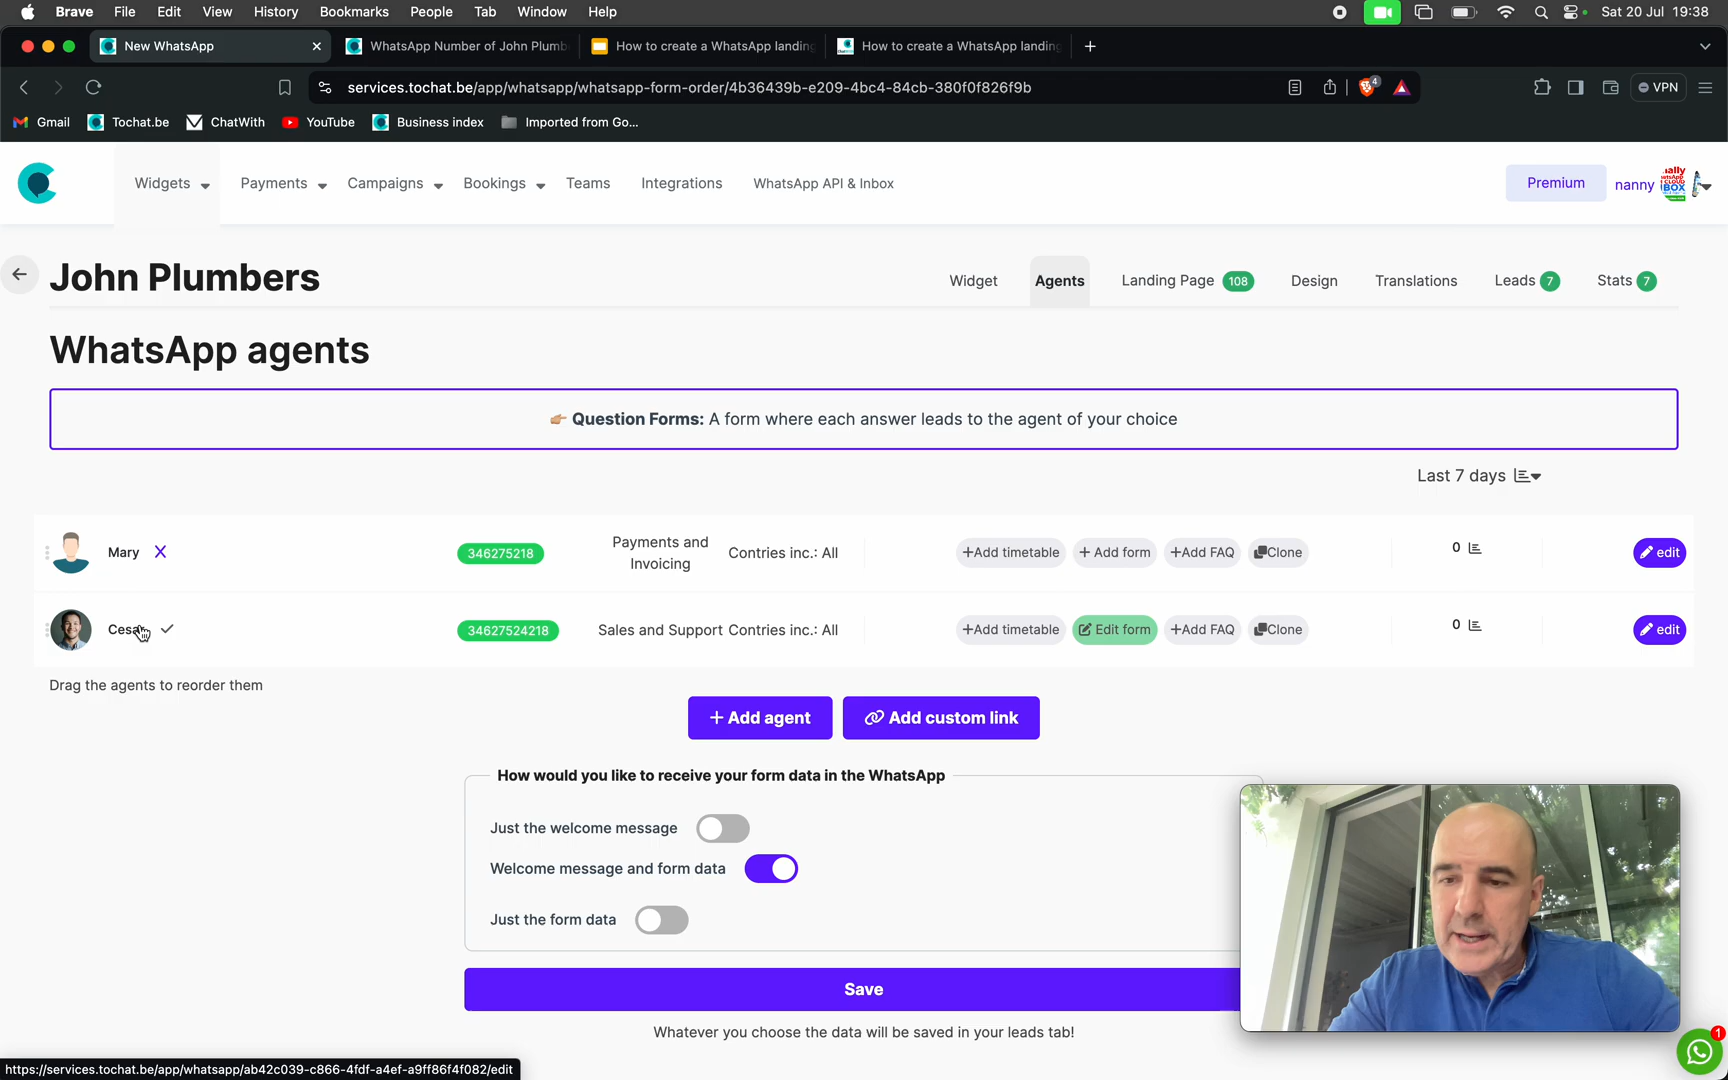 Brave File Edit View History Bookmarks People Tab Window Help Sat 20 Jul 19:38
New WhatsApp WhatsApp Number of John Plumb How to create a WhatsApp landing How to create a WhatsApp landing
services.tochat.be/app/whatsapp/whatsapp-form-order/4b36439b-e209-4bc4-84cb-380f0f826f9b 4 VPN
Gmail Tochat.be ChatWith YouTube Business index Imported from Go...
Widgets Payments Campaigns Bookings Teams Integrations WhatsApp API & Inbox Premium nanny
John Plumbers Widget Agents Landing Page 108 Design Translations Leads 7 Stats 7
WhatsApp agents
Question Forms: A form where each answer leads to the agent of your choice
Last 7 days
Mary X 346275218 Payments and Invoicing Contries inc.: All +Add timetable + Add form +Add FAQ Clone 0 edit
Cesar 34627524218 Sales and Support Contries inc.: All +Add timetable Edit form +Add FAQ Clone 0 edit
Drag the agents to reorder them
+ Add agent Add custom link
How would you like to receive your form data in the WhatsApp
Just the welcome message
Welcome message and form data
Just the form data
Save
Whatever you choose the data will be saved in your leads tab!
1
https://services.tochat.be/app/whatsapp/ab42c039-c866-4fdf-a4ef-a9ff86f4f082/edit